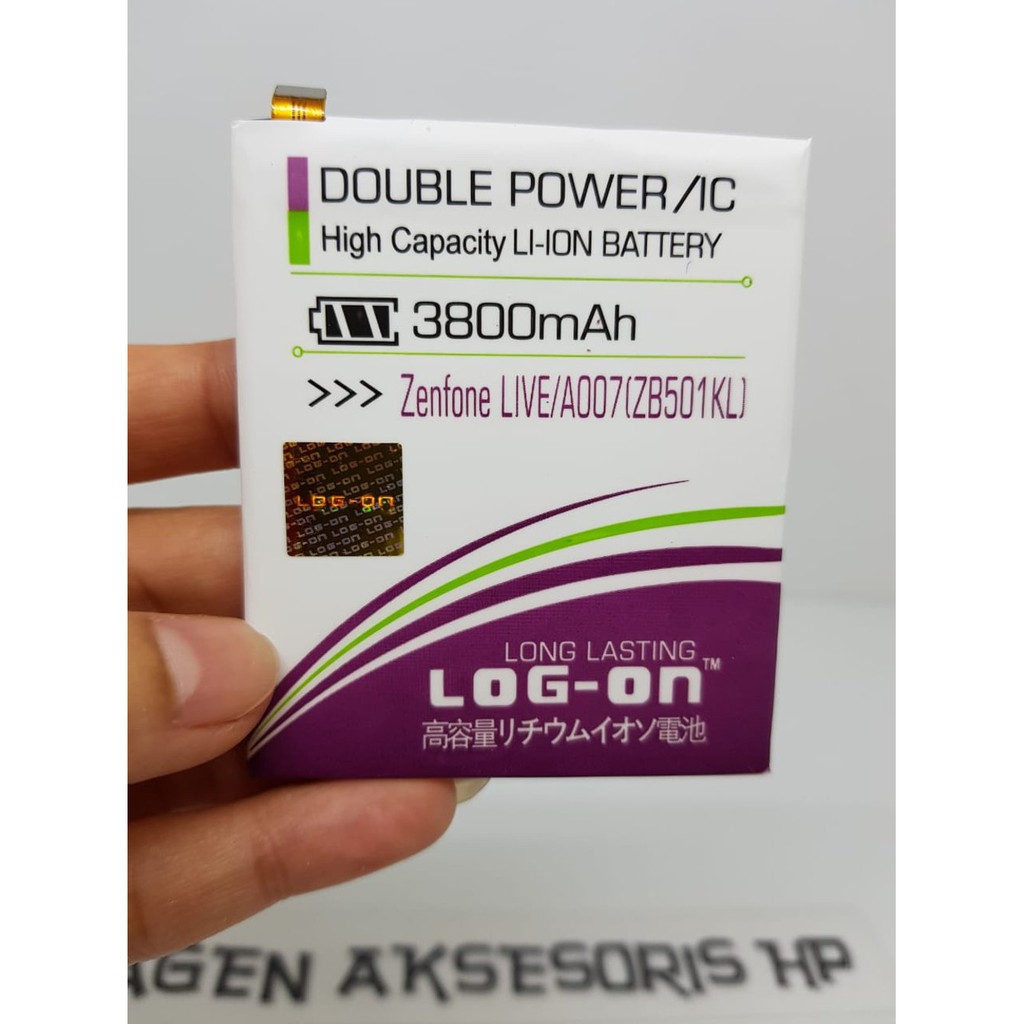 DOUBLE POWER/IC
High Capacity LI-ION BATTERY
3800mAh
>>> Zenfone LIVE/A007(ZB501KL)
LOG-ON
LONG LASTING
LOG-ON™
高容量リチウムイオソ電池
AGEN AKSESORIS HP